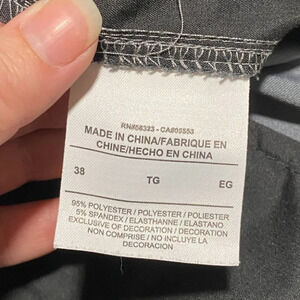 RN#56323 - CA#05553
MADE IN CHINA/FABRIQUE EN
CHINE/HECHO EN CHINA
38 TG EG
95% POLYESTER / POLYESTER / POLIESTER
5% SPANDEX / ELASTHANNE / ELASTANO
EXCLUSIVE OF DECORATION / DECORATION
NON COMPRISE / NO INCLUYE LA
DECORACION